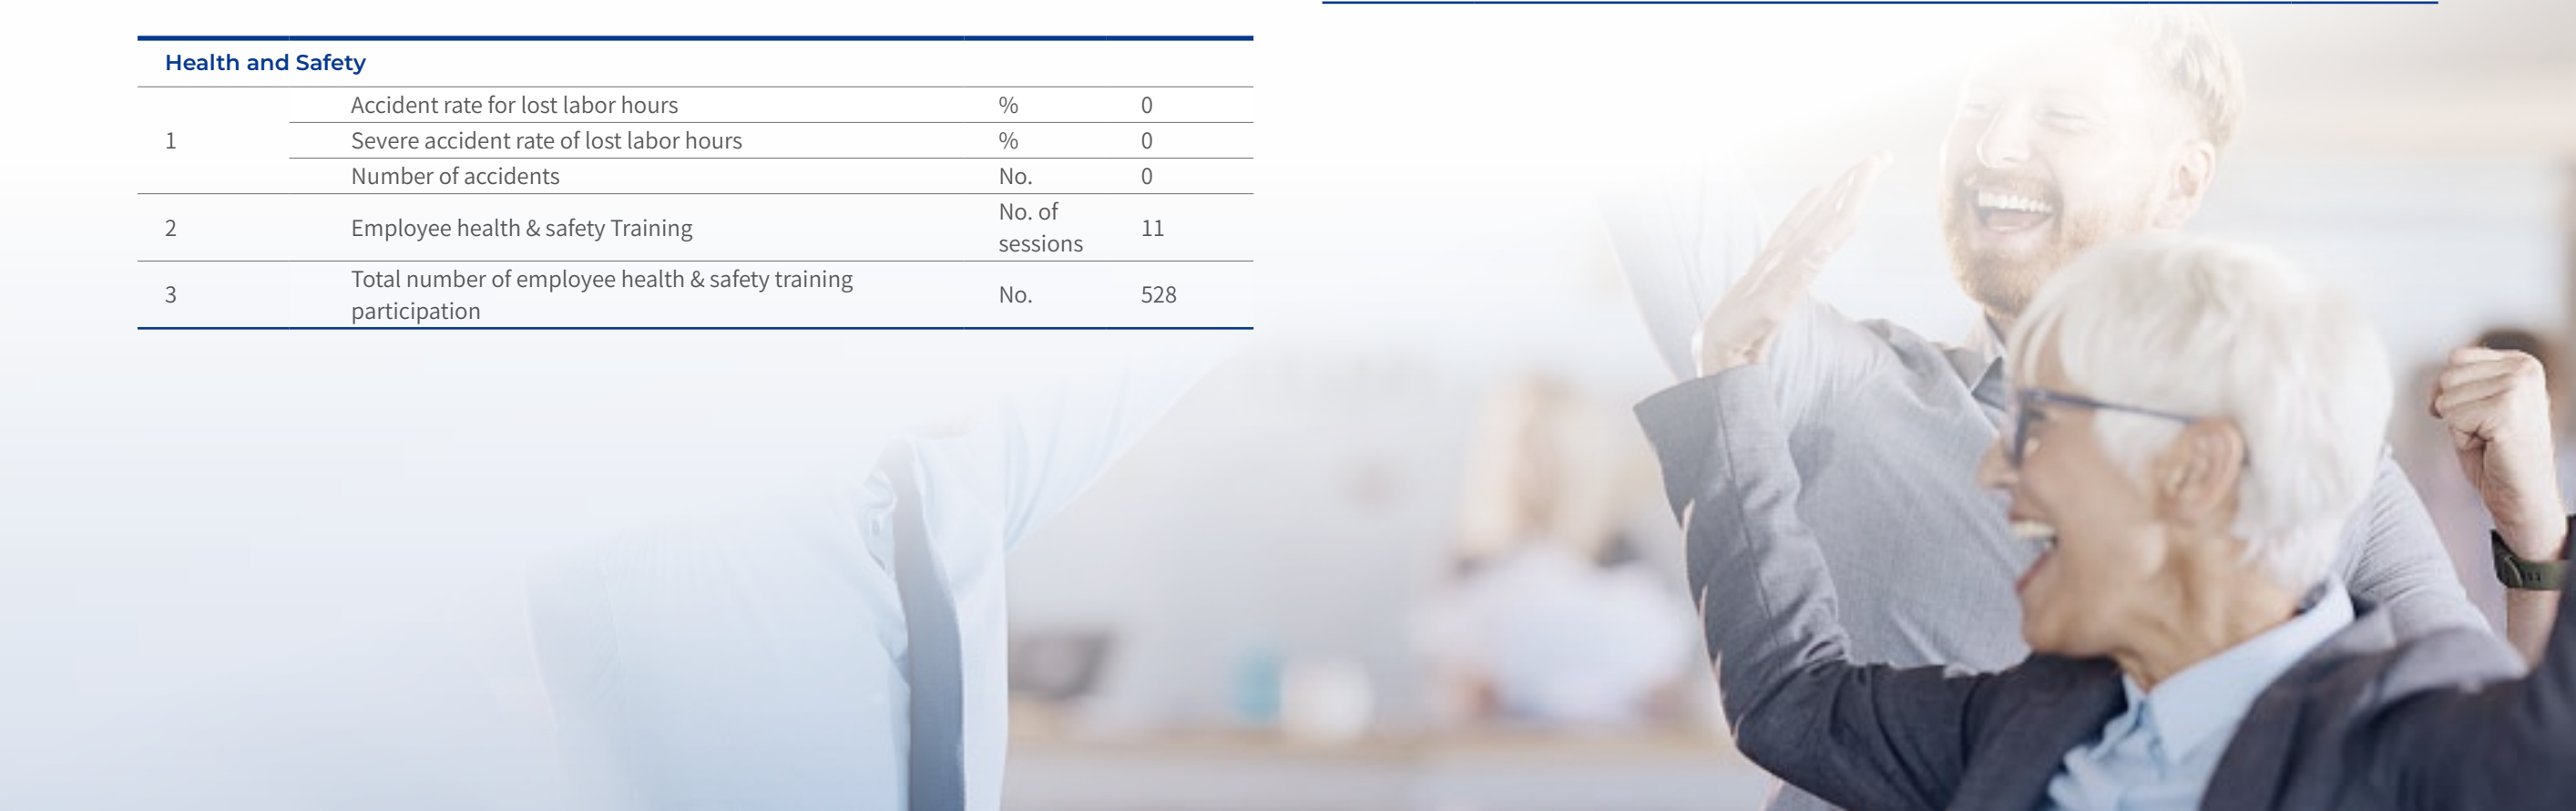 Health and Safety
1
Accident rate for lost labor hours % 0
Severe accident rate of lost labor hours % 0
Number of accidents No. 0
2 Employee health & safety Training No. of sessions 11
3 Total number of employee health & safety training participation No. 528